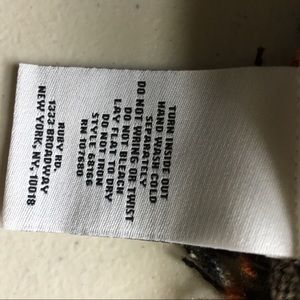 TURN INSIDE OUT
HAND WASH COLD
SEPARATELY
DO NOT WRING OR TWIST
DO NOT BLEACH
LAY FLAT TO DRY
DO NOT IRON
STYLE 68166
RN 107680
RUBY RD.
1333 BROADWAY
NEW YORK, NY, 10018